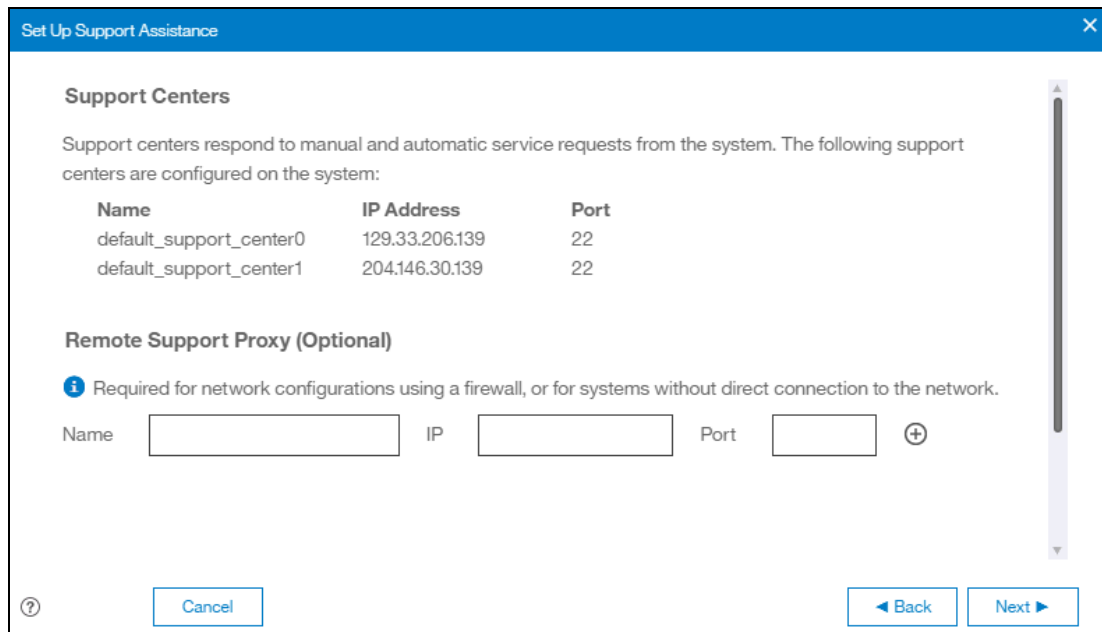 Set Up Support Assistance
Support Centers
Support centers respond to manual and automatic service requests from the system. The following support
centers are configured on the system:
Name IP Address Port
default_support_center0 129.33.206.139 22
default_support_center1 204.146.30.139 22
Remote Support Proxy (Optional)
Required for network configurations using a firewall, or for systems without direct connection to the network.
Name IP Port
Cancel Back Next